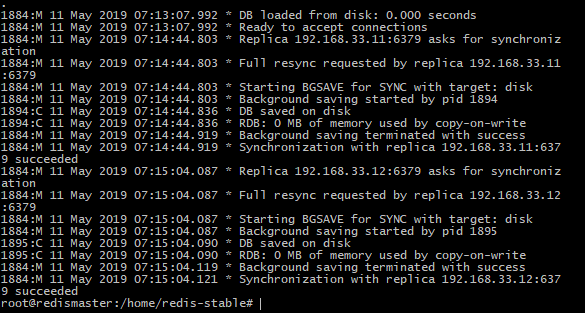 .
1884:M 11 May 2019 07:13:07.992 * DB loaded from disk: 0.000 seconds
1884:M 11 May 2019 07:13:07.992 * Ready to accept connections
1884:M 11 May 2019 07:14:44.803 * Replica 192.168.33.11:6379 asks for synchroniz
ation
1884:M 11 May 2019 07:14:44.803 * Full resync requested by replica 192.168.33.11
:6379
1884:M 11 May 2019 07:14:44.803 * Starting BGSAVE for SYNC with target: disk
1884:M 11 May 2019 07:14:44.803 * Background saving started by pid 1894
1894:C 11 May 2019 07:14:44.836 * DB saved on disk
1894:C 11 May 2019 07:14:44.836 * RDB: 0 MB of memory used by copy-on-write
1884:M 11 May 2019 07:14:44.919 * Background saving terminated with success
1884:M 11 May 2019 07:14:44.919 * Synchronization with replica 192.168.33.11:637
9 succeeded
1884:M 11 May 2019 07:15:04.087 * Replica 192.168.33.12:6379 asks for synchroniz
ation
1884:M 11 May 2019 07:15:04.087 * Full resync requested by replica 192.168.33.12
:6379
1884:M 11 May 2019 07:15:04.087 * Starting BGSAVE for SYNC with target: disk
1884:M 11 May 2019 07:15:04.087 * Background saving started by pid 1895
1895:C 11 May 2019 07:15:04.090 * DB saved on disk
1895:C 11 May 2019 07:15:04.090 * RDB: 0 MB of memory used by copy-on-write
1884:M 11 May 2019 07:15:04.119 * Background saving terminated with success
1884:M 11 May 2019 07:15:04.121 * Synchronization with replica 192.168.33.12:637
9 succeeded
root@redismaster:/home/redis-stable#